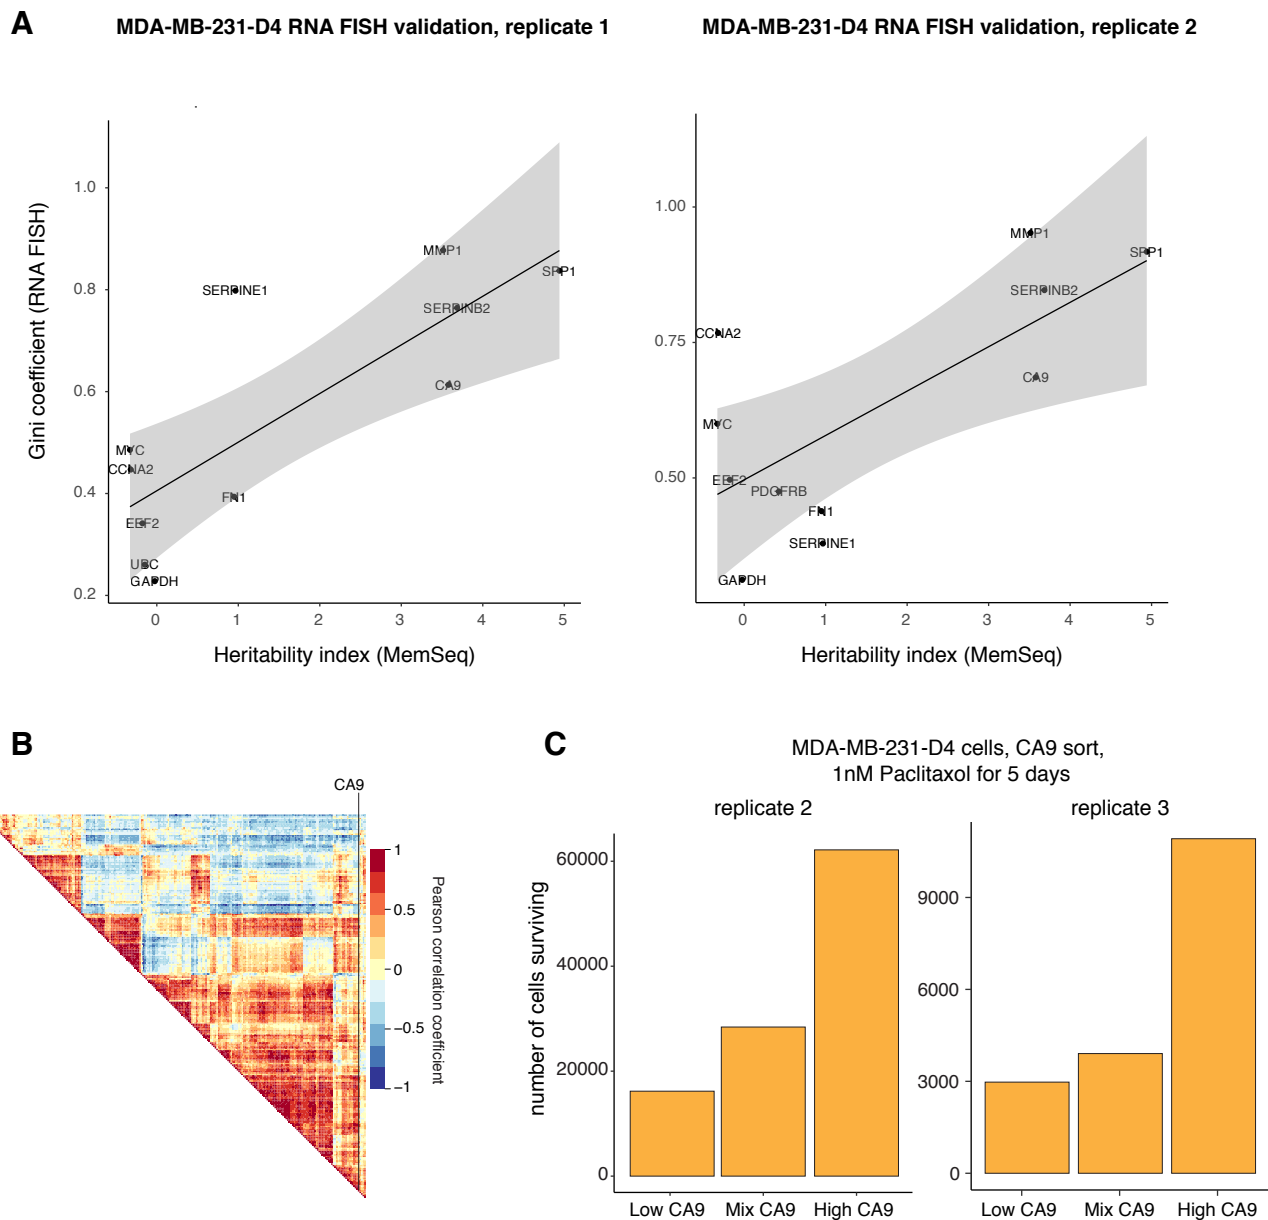 A
MDA-MB-231-D4 RNA FISH validation, replicate 1
MDA-MB-231-D4 RNA FISH validation, replicate 2
Gini coefficient (RNA FISH)
1.0
0.8
0.6
0.4
0.2
MMP1
SPP1
SERPINE1
SERPINB2
CA9
MYC
CCNA2
FN1
EEF2
UBC
GAPDH
0 1 2 3 4 5
Heritability index (MemSeq)
1.00
0.75
0.50
MMP1
SPP1
SERPINB2
CCNA2
CA9
MYC
EEF2
PDGFRB
FN1
SERPINE1
GAPDH
0 1 2 3 4 5
Heritability index (MemSeq)
B
CA9
1
0.5
0
−0.5
−1
Pearson correlation coefficient
C
MDA-MB-231-D4 cells, CA9 sort,
1nM Paclitaxol for 5 days
replicate 2
replicate 3
number of cells surviving
60000
40000
20000
0
Low CA9 Mix CA9 High CA9
9000
6000
3000
0
Low CA9 Mix CA9 High CA9